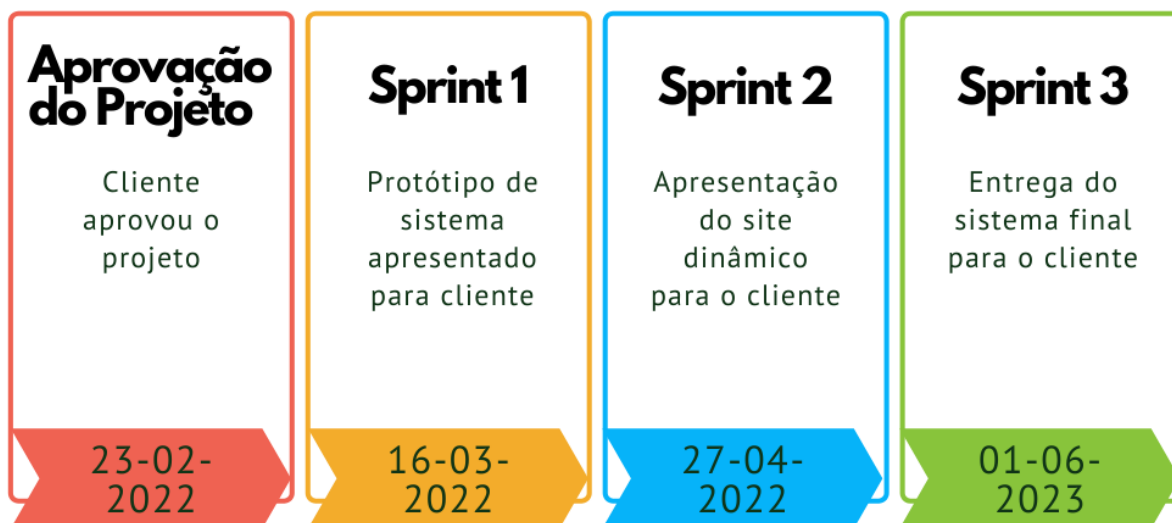 Aprovação
do Projeto
Cliente
aprovou o
projeto
23-02-
2022
Sprint 1
Protótipo de
sistema
apresentado
para cliente
16-03-
2022
Sprint 2
Apresentação
do site
dinâmico
para o cliente
27-04-
2022
Sprint 3
Entrega do
sistema final
para o cliente
01-06-
2023